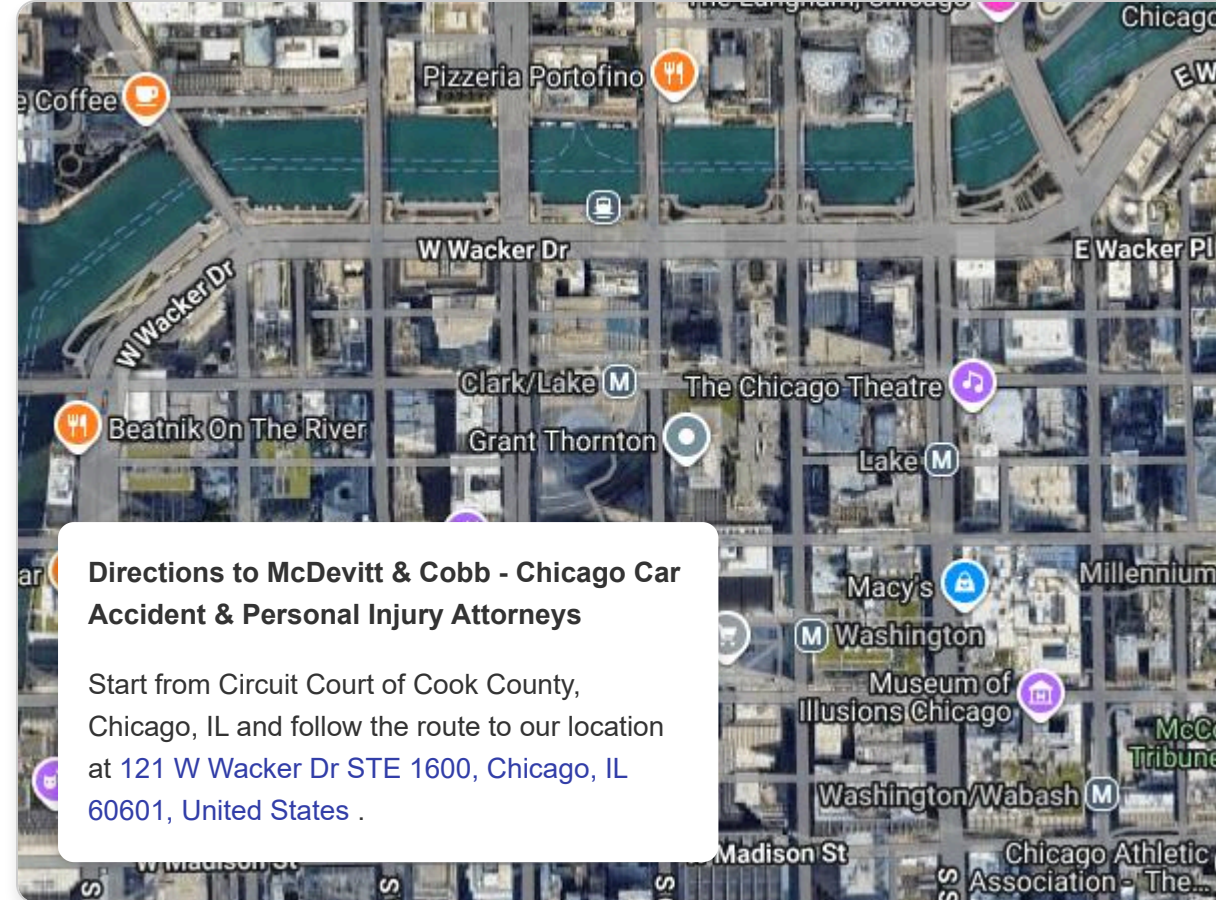 Chicago
Pizzeria Portofino
Coffee
W Wacker Dr
E Wacker Pl
W Wacker Dr
Clark/Lake M
The Chicago Theatre
Beatnik On The River
Grant Thornton
Lake M
Directions to McDevitt & Cobb - Chicago Car
Accident & Personal Injury Attorneys
Start from Circuit Court of Cook County,
Chicago, IL and follow the route to our location
at 121 W Wacker Dr STE 1600, Chicago, IL
60601, United States .
Macy's
Millennium
M Washington
Museum of
Illusions Chicago
Washington/Wabash M
W Madison St
Madison St
Chicago Athletic
Association - The...